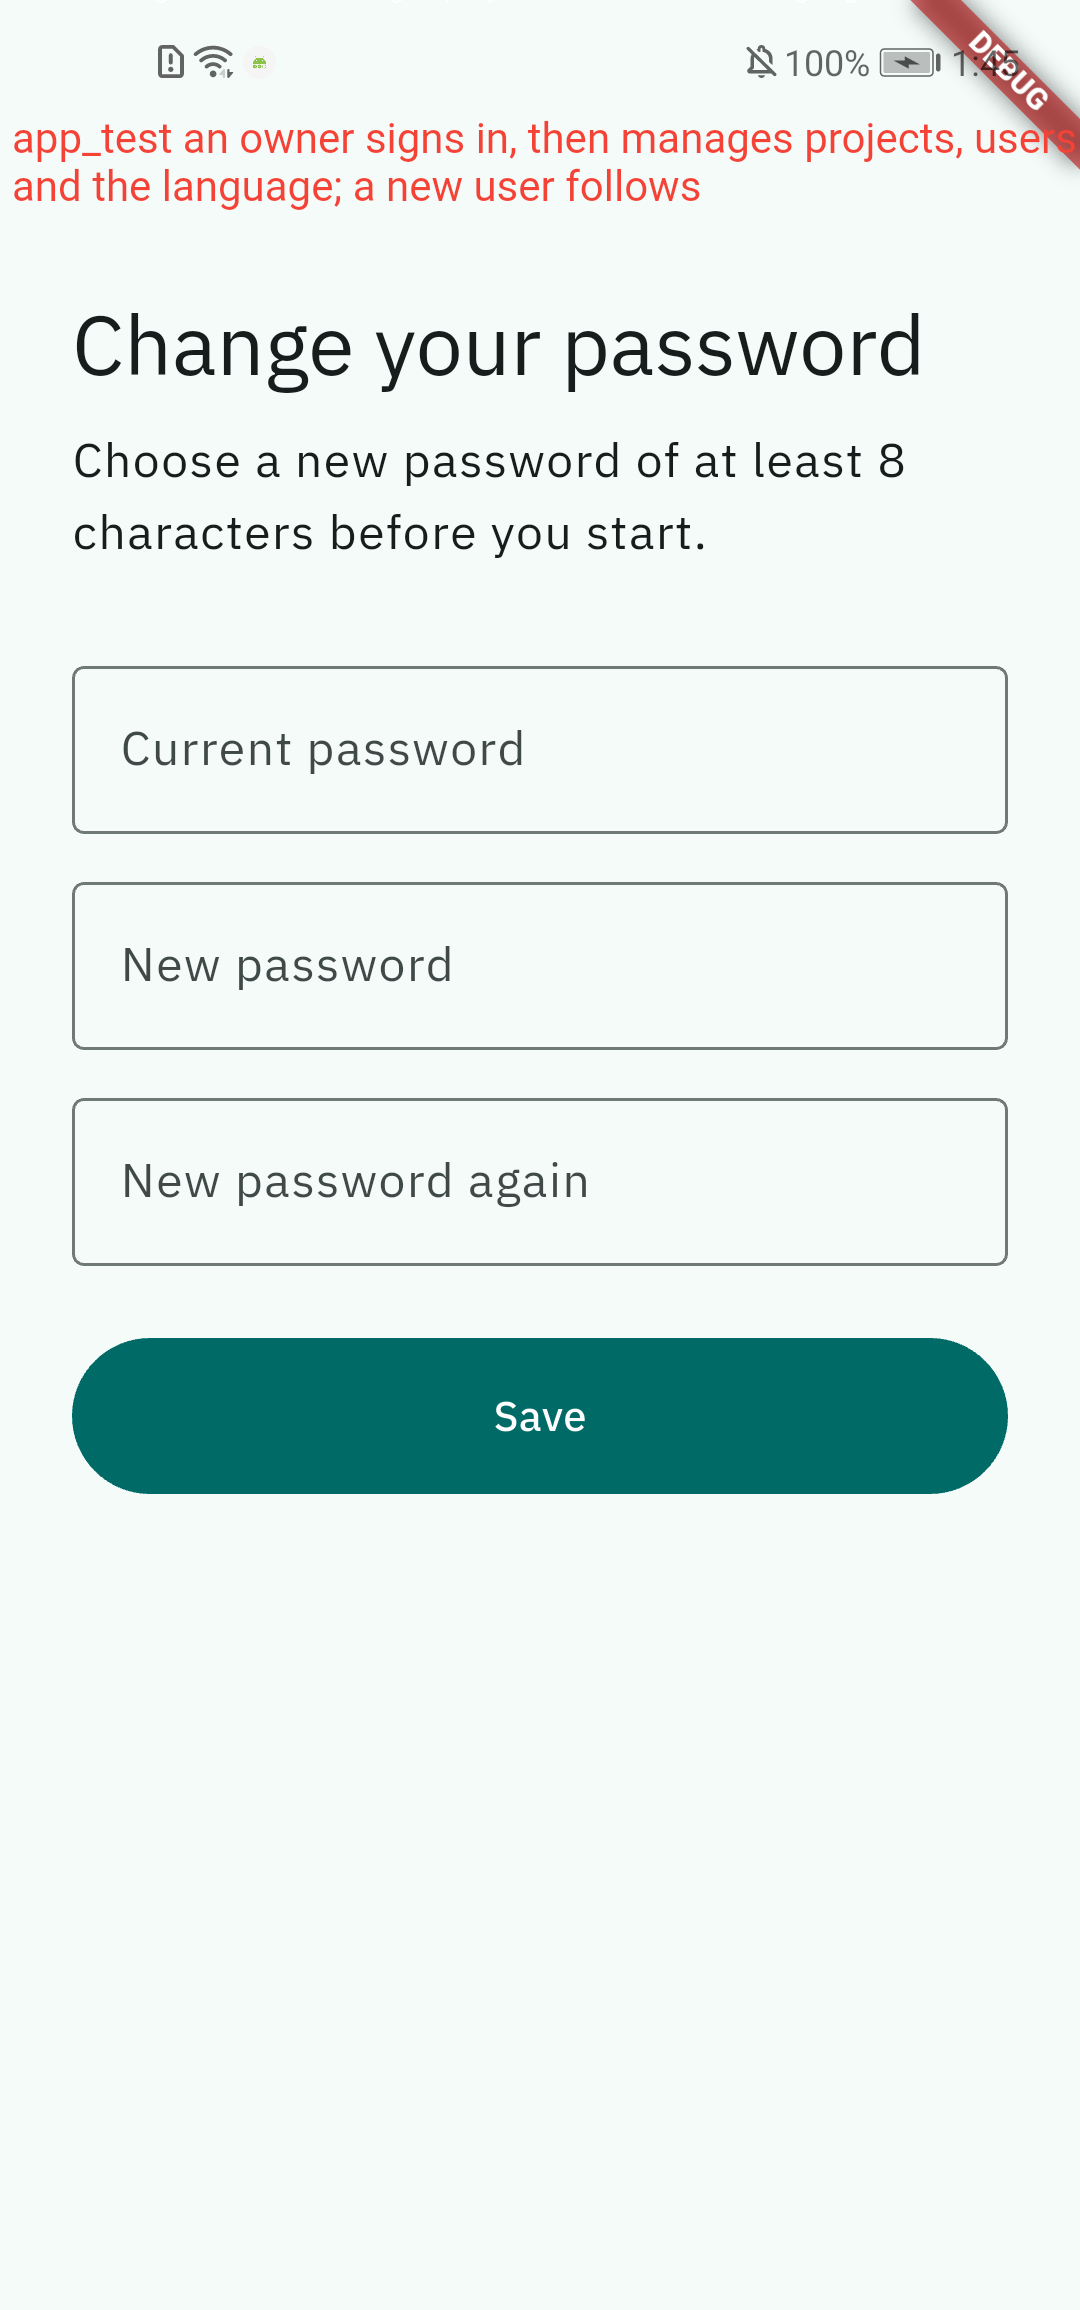 100% 1:45
DEBUG
app_test an owner signs in, then manages projects, users
and the language; a new user follows
Change your password
Choose a new password of at least 8
characters before you start.
Current password
New password
New password again
Save